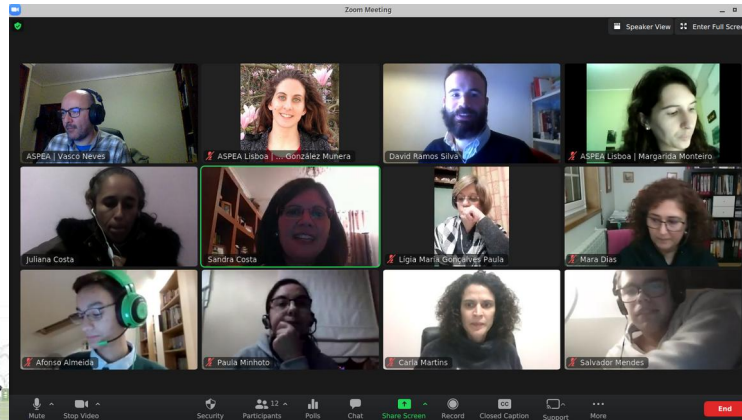 Zoom Meeting
Speaker View
Enter Full Scree
ASPEA | Vasco Neves
ASPEA Lisboa | ... González Munera
David Ramos Silva
ASPEA Lisboa | Margarida Monteiro
Juliana Costa
Sandra Costa
Ligia Maria Gonçalves Paula
Mara Dias
Afonso Almeida
Paula Minhoto
Carla Martins
Salvador Mendes
Mute
Stop Video
Security
12
Participants
Polls
Chat
Share Screen
Record
CC
Closed Caption
Support
More
End